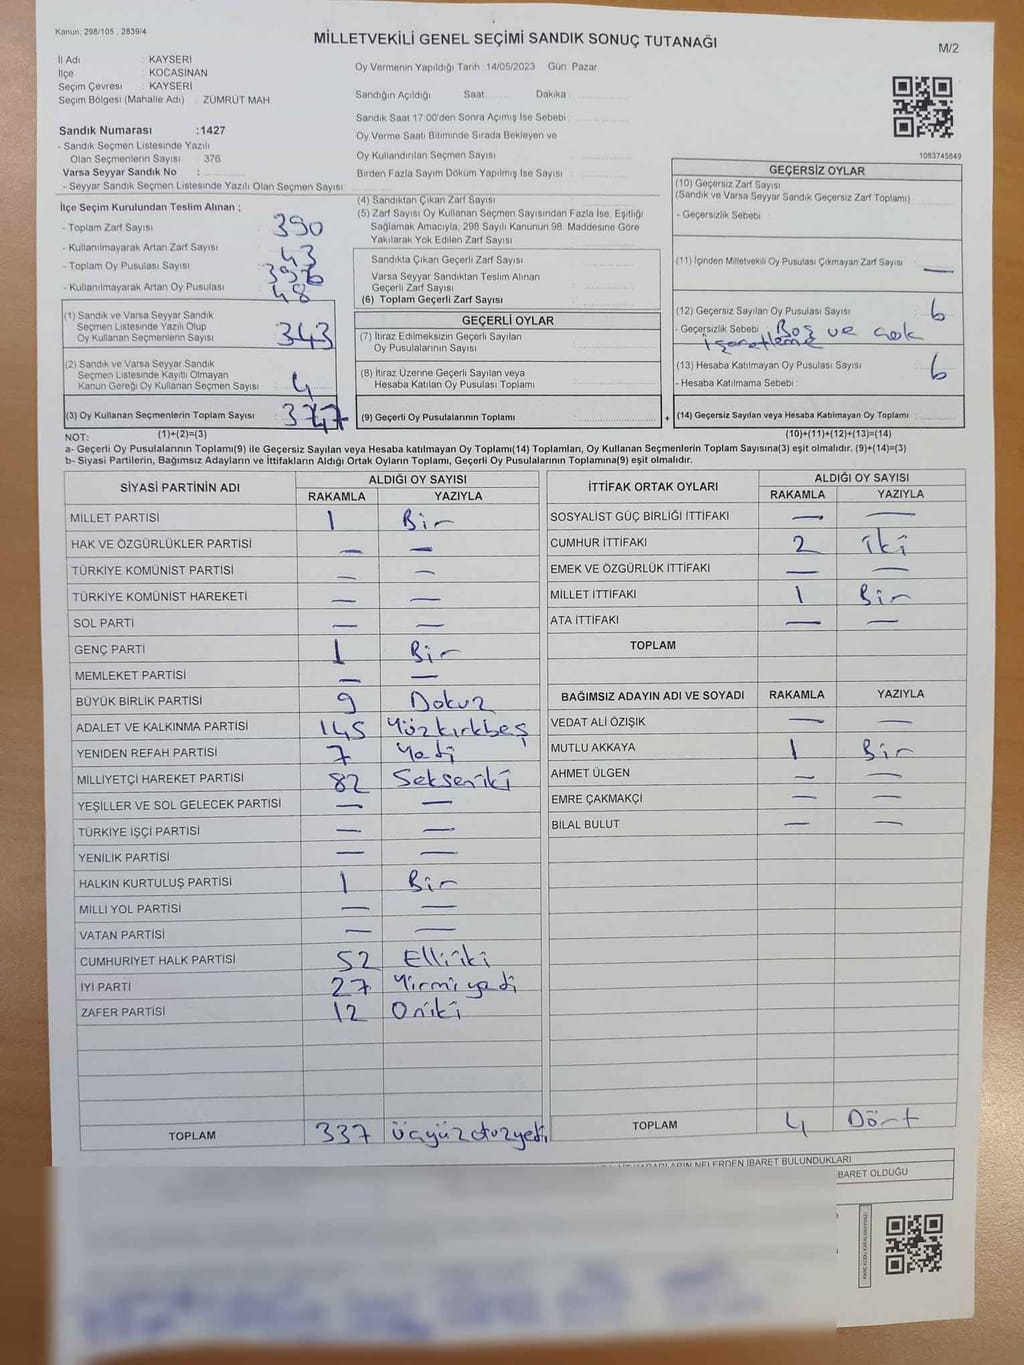 Kanun; 298/105 , 2839/4
MİLLETVEKİLİ GENEL SEÇİMİ SANDIK SONUÇ TUTANAĞI
M/2
İl Adı : KAYSERİ
İlçe : KOCASİNAN
Seçim Çevresi : KAYSERİ
Seçim Bölgesi (Mahalle Adı) : ZÜMRÜT MAH
Oy Vermenin Yapıldığı Tarih :14/05/2023 Gün: Pazar
Sandığın Açıldığı Saat:........ Dakika :........
Sandık Saat 17:00'den Sonra Açımış İse Sebebi :
Oy Verme Saati Bitiminde Sırada Bekleyen ve
Oy Kullandırılan Seçmen Sayısı :
Birden Fazla Sayım Döküm Yapılmış İse Sayısı :
Sandık Numarası :1427
- Sandık Seçmen Listesinde Yazılı
Olan Seçmenlerin Sayısı : 376
Varsa Seyyar Sandık No :
- Seyyar Sandık Seçmen Listesinde Yazılı Olan Seçmen Sayısı :
1083745849
İlçe Seçim Kurulundan Teslim Alınan ;
- Toplam Zarf Sayısı : 390
- Kullanılmayarak Artan Zarf Sayısı : 43
- Toplam Oy Pusulası Sayısı :
- Kullanılmayarak Artan Oy Pusulası : 48
(1) Sandık ve Varsa Seyyar Sandık
Seçmen Listesinde Yazılı Olup
Oy Kullanan Seçmenlerin Sayısı : 343
(2) Sandık ve Varsa Seyyar Sandık
Seçmen Listesinde Kayıtlı Olmayan
Kanun Gereği Oy Kullanan Seçmen Sayısı : 4
(3) Oy Kullanan Seçmenlerin Toplam Sayısı : 347
(1)+(2)=(3)
(4) Sandıktan Çıkan Zarf Sayısı :
(5) Zarf Sayısı Oy Kullanan Seçmen Sayısından Fazla İse, Eşitliği
Sağlamak Amacıyla, 298 Sayılı Kanunun 98. Maddesine Göre
Yakılarak Yok Edilen Zarf Sayısı :
Sandıkta Çıkan Geçerli Zarf Sayısı :
Varsa Seyyar Sandıktan Teslim Alınan
Geçerli Zarf Sayısı :
(6) Toplam Geçerli Zarf Sayısı :
GEÇERLİ OYLAR
(7) İtiraz Edilmeksizin Geçerli Sayılan
Oy Pusulalarının Sayısı :
(8) İtiraz Üzerine Geçerli Sayılan veya
Hesaba Katılan Oy Pusulası Toplamı :
(9) Geçerli Oy Pusulalarının Toplamı : +
GEÇERSİZ OYLAR
(10) Geçersiz Zarf Sayısı
(Sandık ve Varsa Seyyar Sandık Geçersiz Zarf Toplamı) :
- Geçersizlik Sebebi :
(11) İçinden Milletvekili Oy Pusulası Çıkmayan Zarf Sayısı : —
(12) Geçersiz Sayılan Oy Pusulası Sayısı : 6
- Geçersizlik Sebebi : Boş ve çok
işaretleme
(13) Hesaba Katılmayan Oy Pusulası Sayısı : 6
- Hesaba Katılmama Sebebi :
(14) Geçersiz Sayılan veya Hesaba Katılmayan Oy Toplamı :
(10)+(11)+(12)+(13)=(14)
NOT:
a- Geçerli Oy Pusulalarının Toplamı(9) ile Geçersiz Sayılan veya Hesaba katılmayan Oy Toplamı(14) Toplamları, Oy Kullanan Seçmenlerin Toplam Sayısına(3) eşit olmalıdır. (9)+(14)=(3)
b- Siyasi Partilerin, Bağımsız Adayların ve İttifakların Aldığı Ortak Oyların Toplamı, Geçerli Oy Pusulalarının Toplamına(9) eşit olmalıdır.
SİYASİ PARTİNİN ADI ALDIĞI OY SAYISI
RAKAMLA YAZIYLA
MİLLET PARTİSİ 1 Bir
HAK VE ÖZGÜRLÜKLER PARTİSİ — —
TÜRKİYE KOMÜNİST PARTİSİ — —
TÜRKİYE KOMÜNİST HAREKETİ — —
SOL PARTİ — —
GENÇ PARTİ 1 Bir
MEMLEKET PARTİSİ — —
BÜYÜK BİRLİK PARTİSİ 9 Dokuz
ADALET VE KALKINMA PARTİSİ 145 Yüzkırkbeş
YENİDEN REFAH PARTİSİ 7 Yedi
MİLLİYETÇİ HAREKET PARTİSİ 82 Sekseniki
YEŞİLLER VE SOL GELECEK PARTİSİ — —
TÜRKİYE İŞÇİ PARTİSİ — —
YENİLİK PARTİSİ — —
HALKIN KURTULUŞ PARTİSİ 1 Bir
MİLLİ YOL PARTİSİ — —
VATAN PARTİSİ — —
CUMHURİYET HALK PARTİSİ 52 Elliiki
İYİ PARTİ 27 Yirmiyedi
ZAFER PARTİSİ 12 Oniki
TOPLAM 337 Üçyüzotuzyedi
İTTİFAK ORTAK OYLARI ALDIĞI OY SAYISI
RAKAMLA YAZIYLA
SOSYALİST GÜÇ BİRLİĞİ İTTİFAKI — —
CUMHUR İTTİFAKI 2 iki
EMEK VE ÖZGÜRLÜK İTTİFAKI — —
MİLLET İTTİFAKI 1 Bir
ATA İTTİFAKI — —
TOPLAM
BAĞIMSIZ ADAYIN ADI VE SOYADI RAKAMLA YAZIYLA
VEDAT ALİ ÖZIŞIK — —
MUTLU AKKAYA 1 Bir
AHMET ÜLGEN — —
EMRE ÇAKMAKÇİ — —
BİLAL BULUT — —
TOPLAM 4 Dört
NELERDEN İBARET BULUNDUKLARI
BARET OLDUĞU